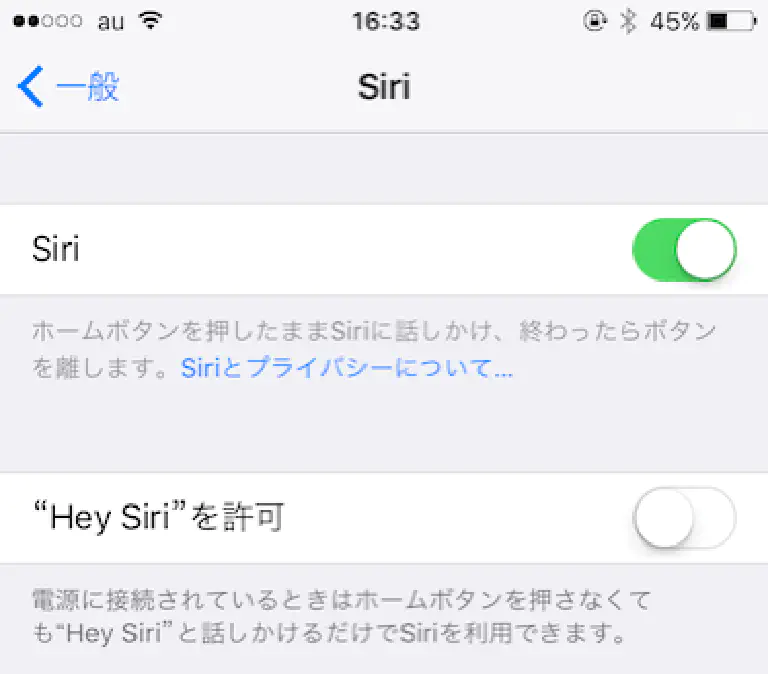 au 16:33 45%
一般 Siri
Siri
ホームボタンを押したままSiriに話しかけ、終わったらボタン
を離します。Siriとプライバシーについて...
“Hey Siri”を許可
電源に接続されているときはホームボタンを押さなくて
も“Hey Siri”と話しかけるだけでSiriを利用できます。